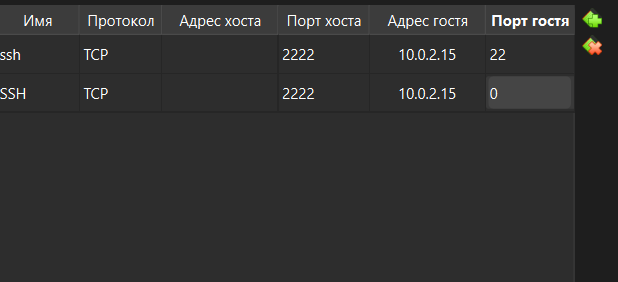 Имя Протокол Адрес хоста Порт хоста Адрес гостя Порт гостя
ssh TCP 2222 10.0.2.15 22
SSH TCP 2222 10.0.2.15 0